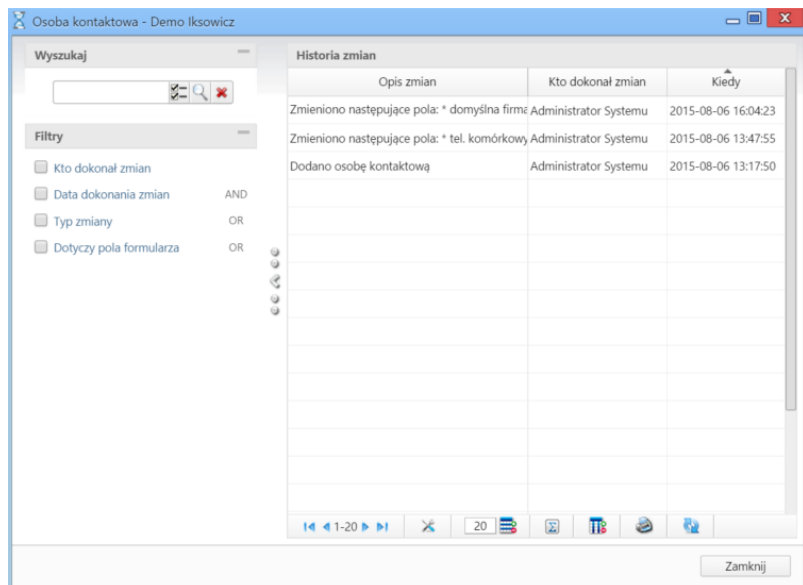 Osoba kontaktowa - Demo Iksowicz
Wyszukaj
Filtry
Kto dokonał zmian
Data dokonania zmian AND
Typ zmiany OR
Dotyczy pola formularza OR
Historia zmian
Opis zmian Kto dokonał zmian Kiedy
Zmieniono następujące pola: * domyślna firma Administrator Systemu 2015-08-06 16:04:23
Zmieniono następujące pola: * tel. komórkowy Administrator Systemu 2015-08-06 13:47:55
Dodano osobę kontaktową Administrator Systemu 2015-08-06 13:17:50
1-20 20
Zamknij